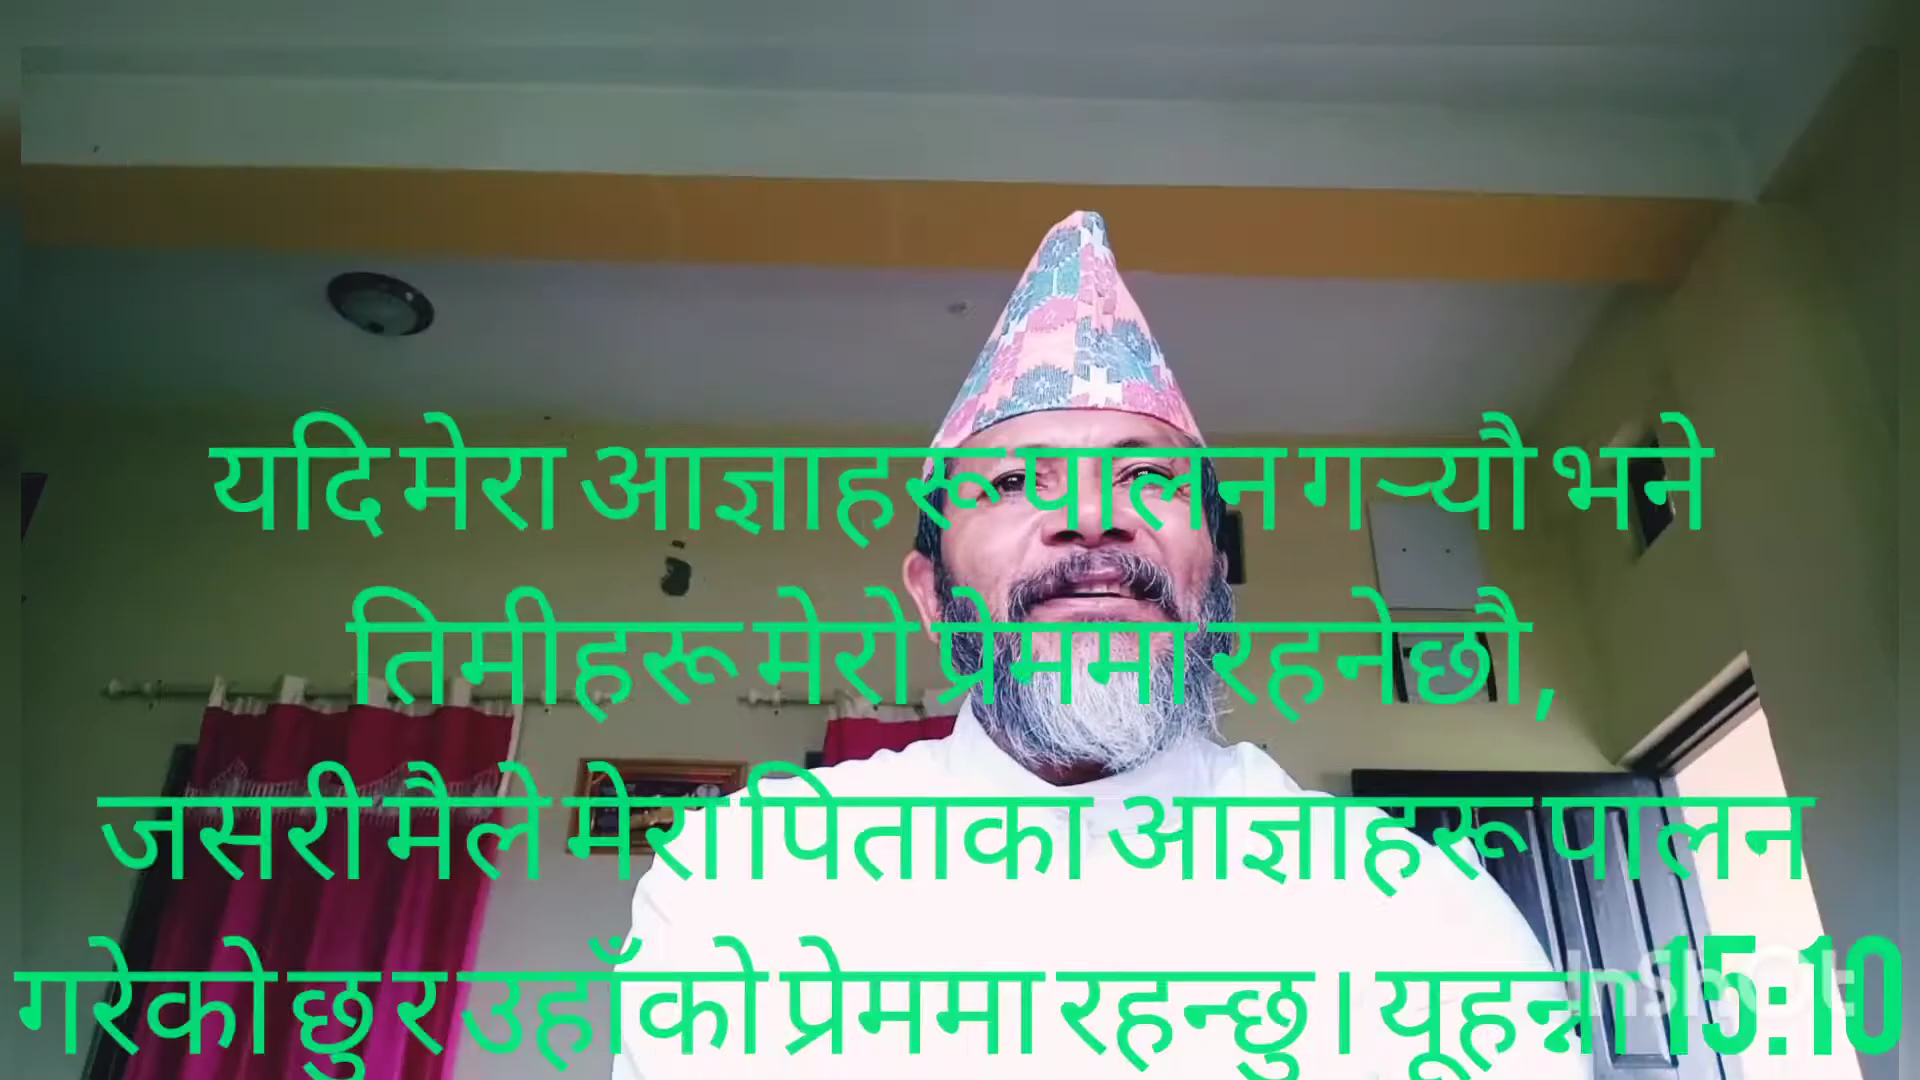 यदि मेरा आज्ञाहरू पालन गर्‍यौ भने
तिमीहरू मेरो प्रेममा रहनेछौ,
जसरी मैले मेरा पिताका आज्ञाहरू पालन
गरेको छु र उहाँको प्रेममा रहन्छु । यूहन्ना 15:10
InShOt